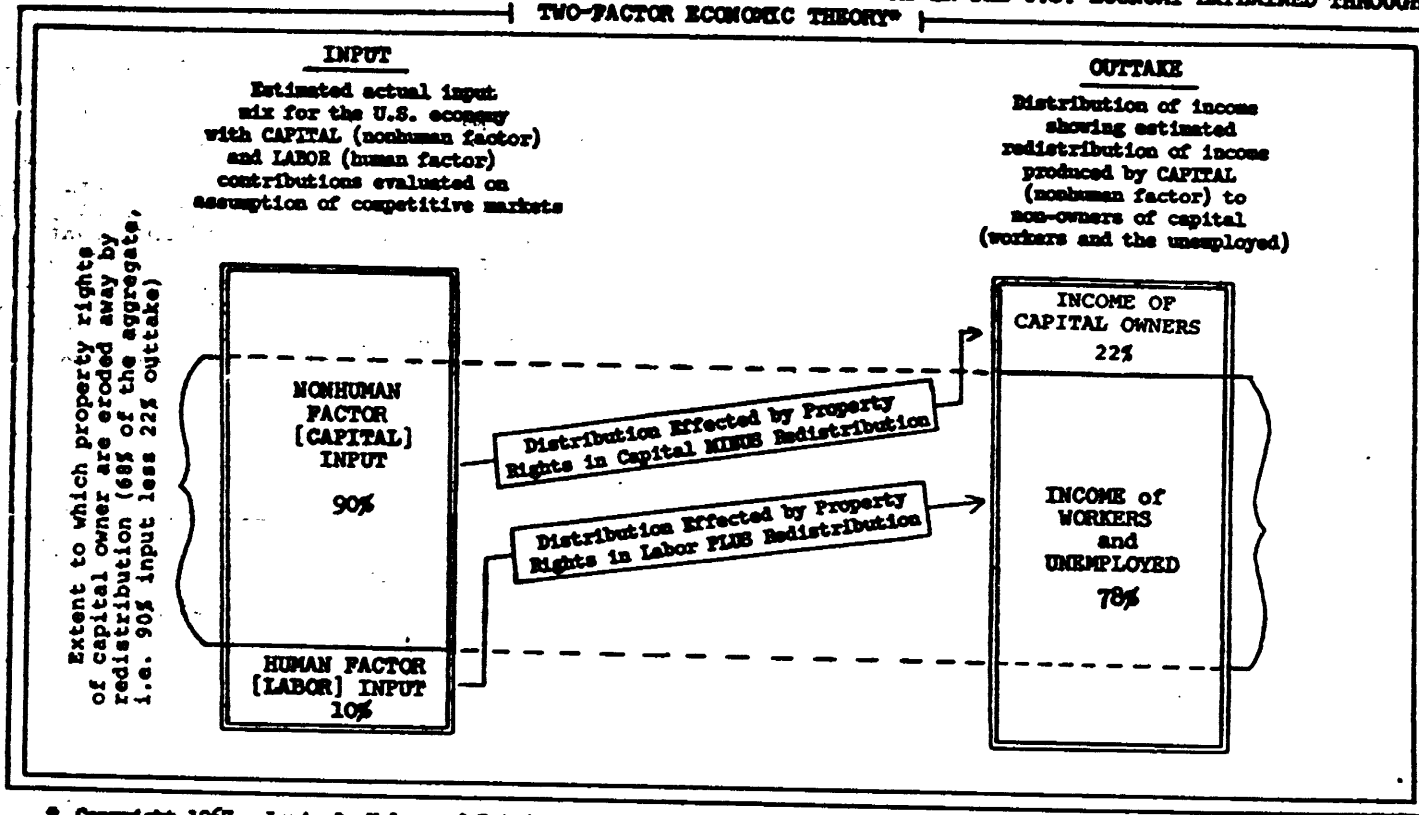 U.S. ECONOMY EXPLAINED THROUGH
TWO-FACTOR ECONOMIC THEORY*
INPUT
Estimated actual input
mix for the U.S. economy
with CAPITAL (nonhuman factor)
and LABOR (human factor)
contributions evaluated on
assumption of competitive markets
OUTTAKE
Distribution of income
showing estimated
redistribution of income
produced by CAPITAL
(nonhuman factor) to
non-owners of capital
(workers and the unemployed)
Extent to which property rights
of capital owner are eroded away by
redistribution (68% of the aggregate,
i.e. 90% input less 22% outtake)
NONHUMAN
FACTOR
[CAPITAL]
INPUT
90%
HUMAN FACTOR
[LABOR] INPUT
10%
Distribution Effected by Property
Rights in Capital MINUS Redistribution
Distribution Effected by Property
Rights in Labor PLUS Redistribution
INCOME OF
CAPITAL OWNERS
22%
INCOME of
WORKERS
and
UNEMPLOYED
78%
* Copyright